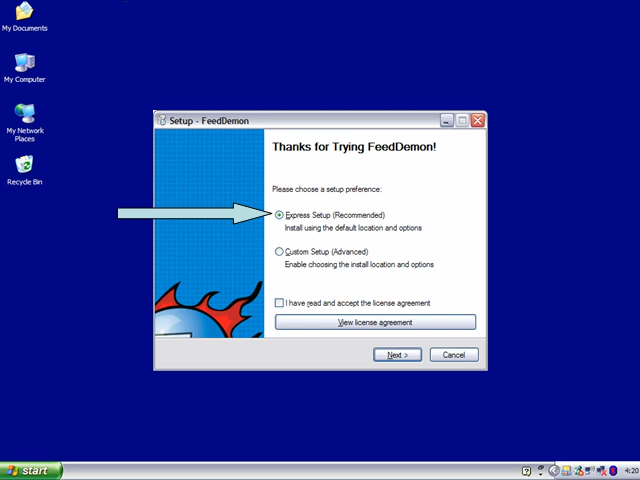 My Documents
My Computer
My Network
Places
Recycle Bin
Setup - FeedDemon
Thanks for Trying FeedDemon!
Please choose a setup preference:
Express Setup (Recommended)
Install using the default location and options
Custom Setup (Advanced)
Enable choosing the install location and options
I have read and accept the license agreement
View license agreement
Next >
Cancel
start
4:20